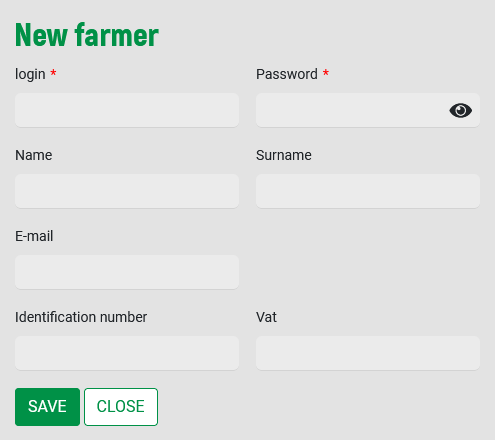 New farmer
login * Password *
Name Surname
E-mail
Identification number Vat
SAVE CLOSE